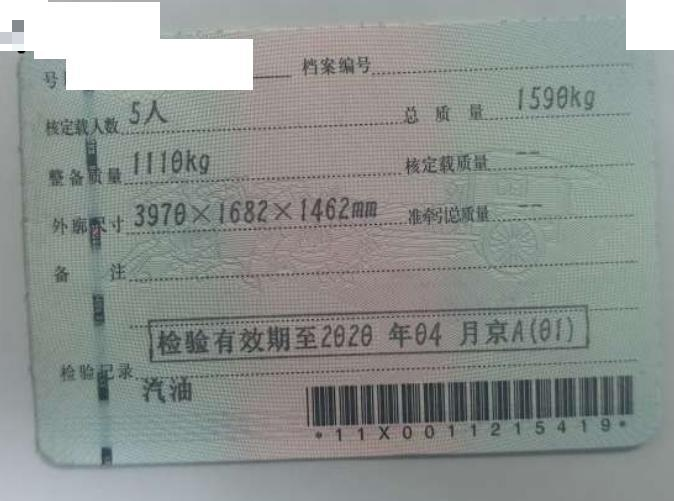 号 档案编号
核定载人数 5人 总质量 1590kg
整备质量 1110kg 核定载质量 --
外廓尺寸 3970×1682×1462mm 准牵引总质量 --
备注
检验有效期至2020年04月京A(01)
检验记录
汽油
*11X0011215419*